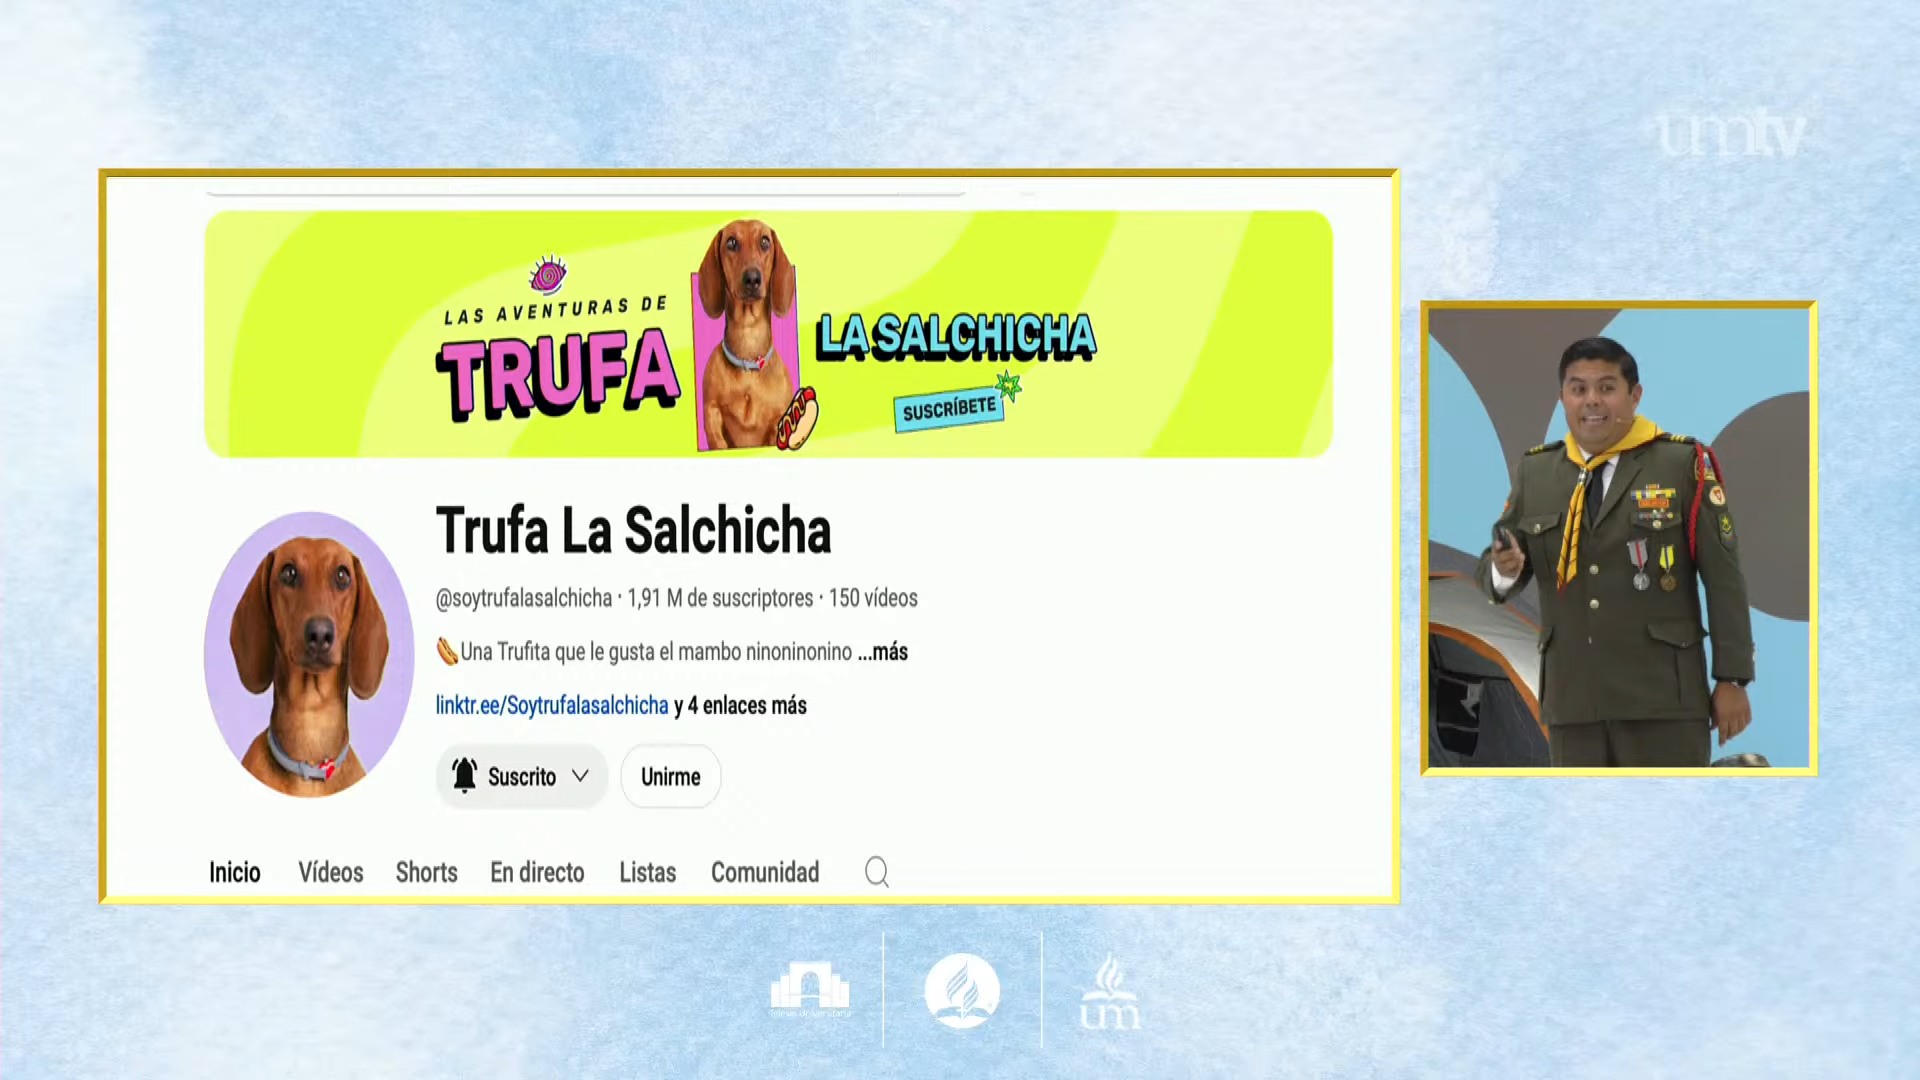 umtv
LAS AVENTURAS DE
TRUFA
LA SALCHICHA
SUSCRÍBETE
Trufa La Salchicha
@soytrufalasalchicha · 1,91 M de suscriptores · 150 vídeos
🌭Una Trufita que le gusta el mambo ninoninonino ...más
linktr.ee/Soytrufalasalchicha y 4 enlaces más
Suscrito
Unirme
Inicio Vídeos Shorts En directo Listas Comunidad
iglesia universitaria
um